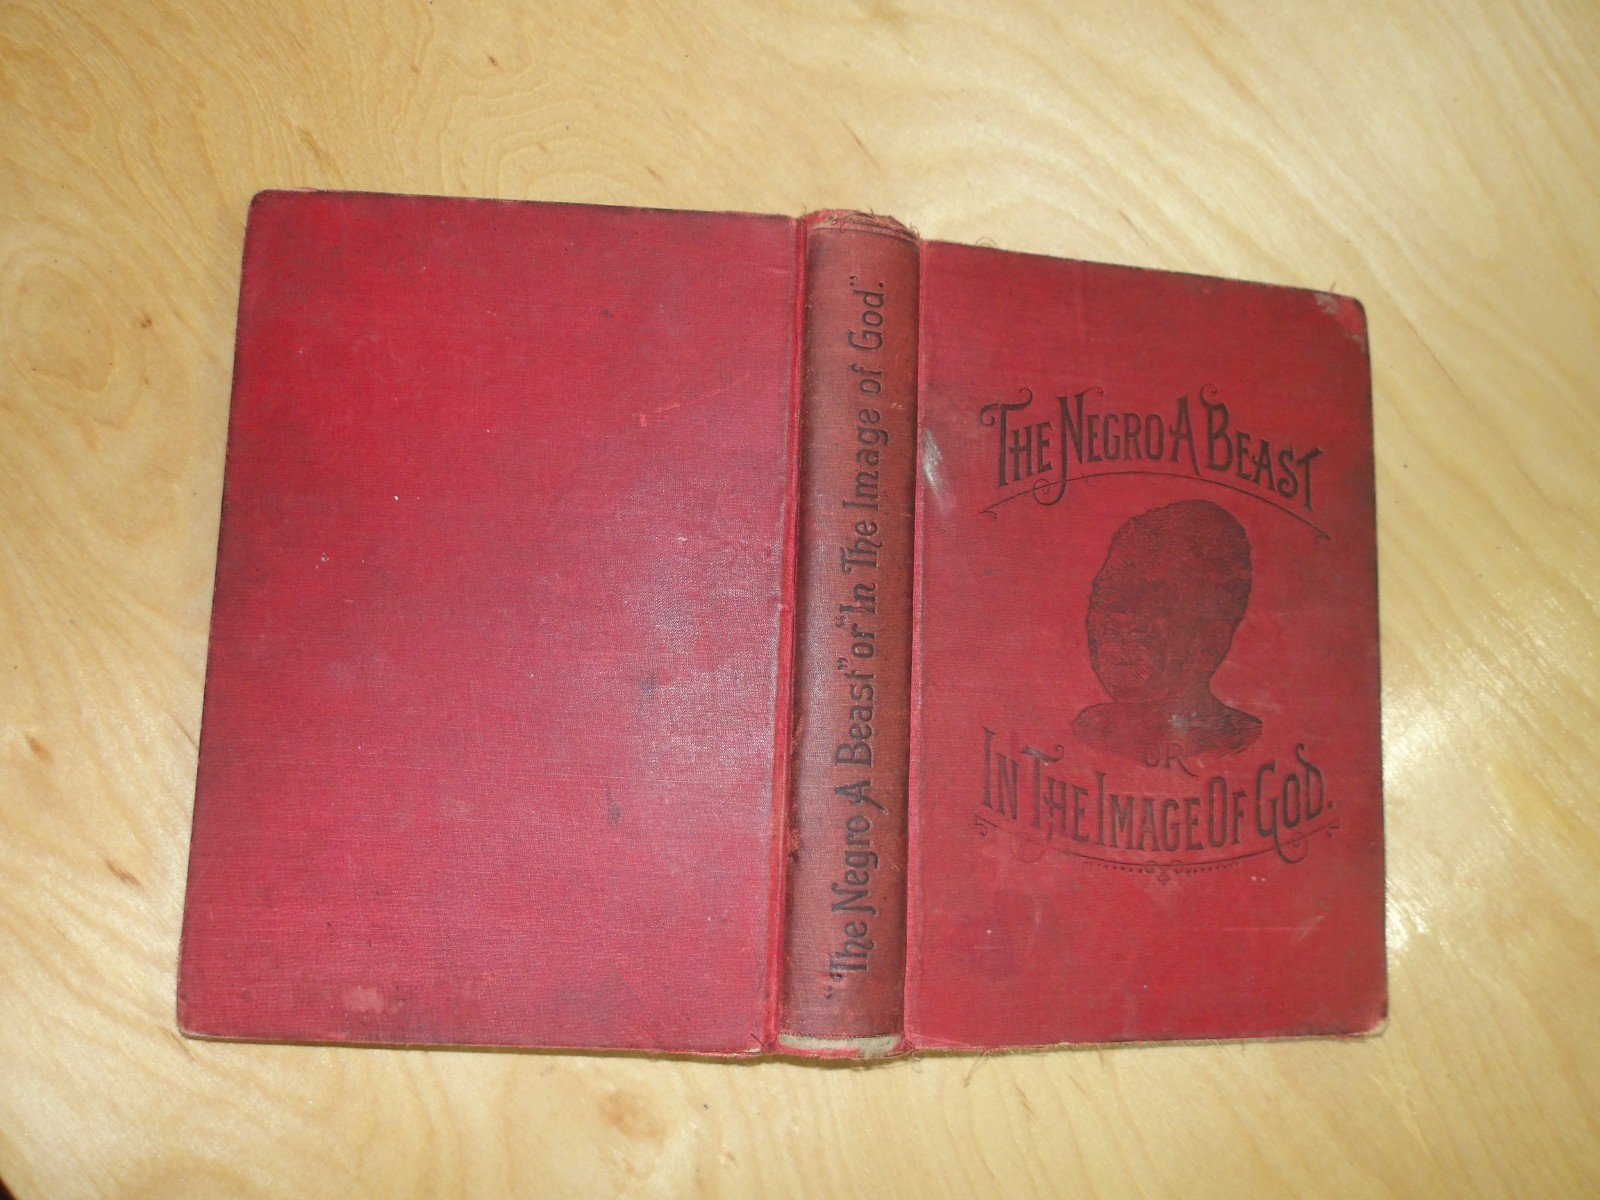 "The Negro A Beast" or "In The Image of God."
THE NEGRO A BEAST
OR
IN THE IMAGE OF GOD.